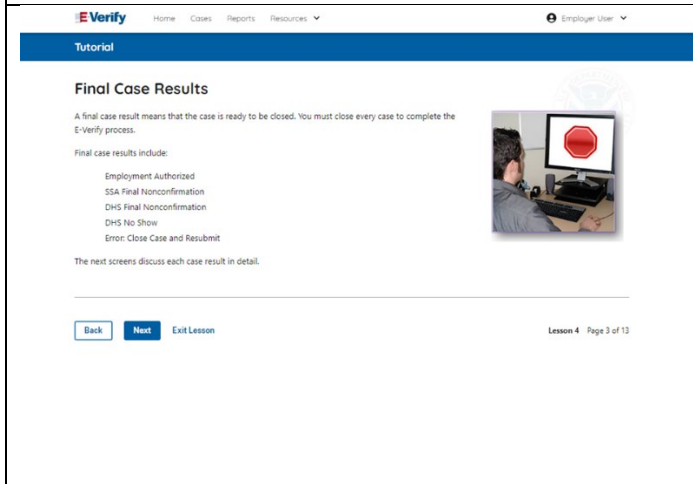 E-Verify Home Cases Reports Resources Employer User
Tutorial
Final Case Results
A final case result means that the case is ready to be closed. You must close every case to complete the
E-Verify process.
Final case results include:
Employment Authorized
SSA Final Nonconfirmation
DHS Final Nonconfirmation
DHS No Show
Error: Close Case and Resubmit
The next screens discuss each case result in detail.
Back Next Exit Lesson Lesson 4 Page 3 of 13